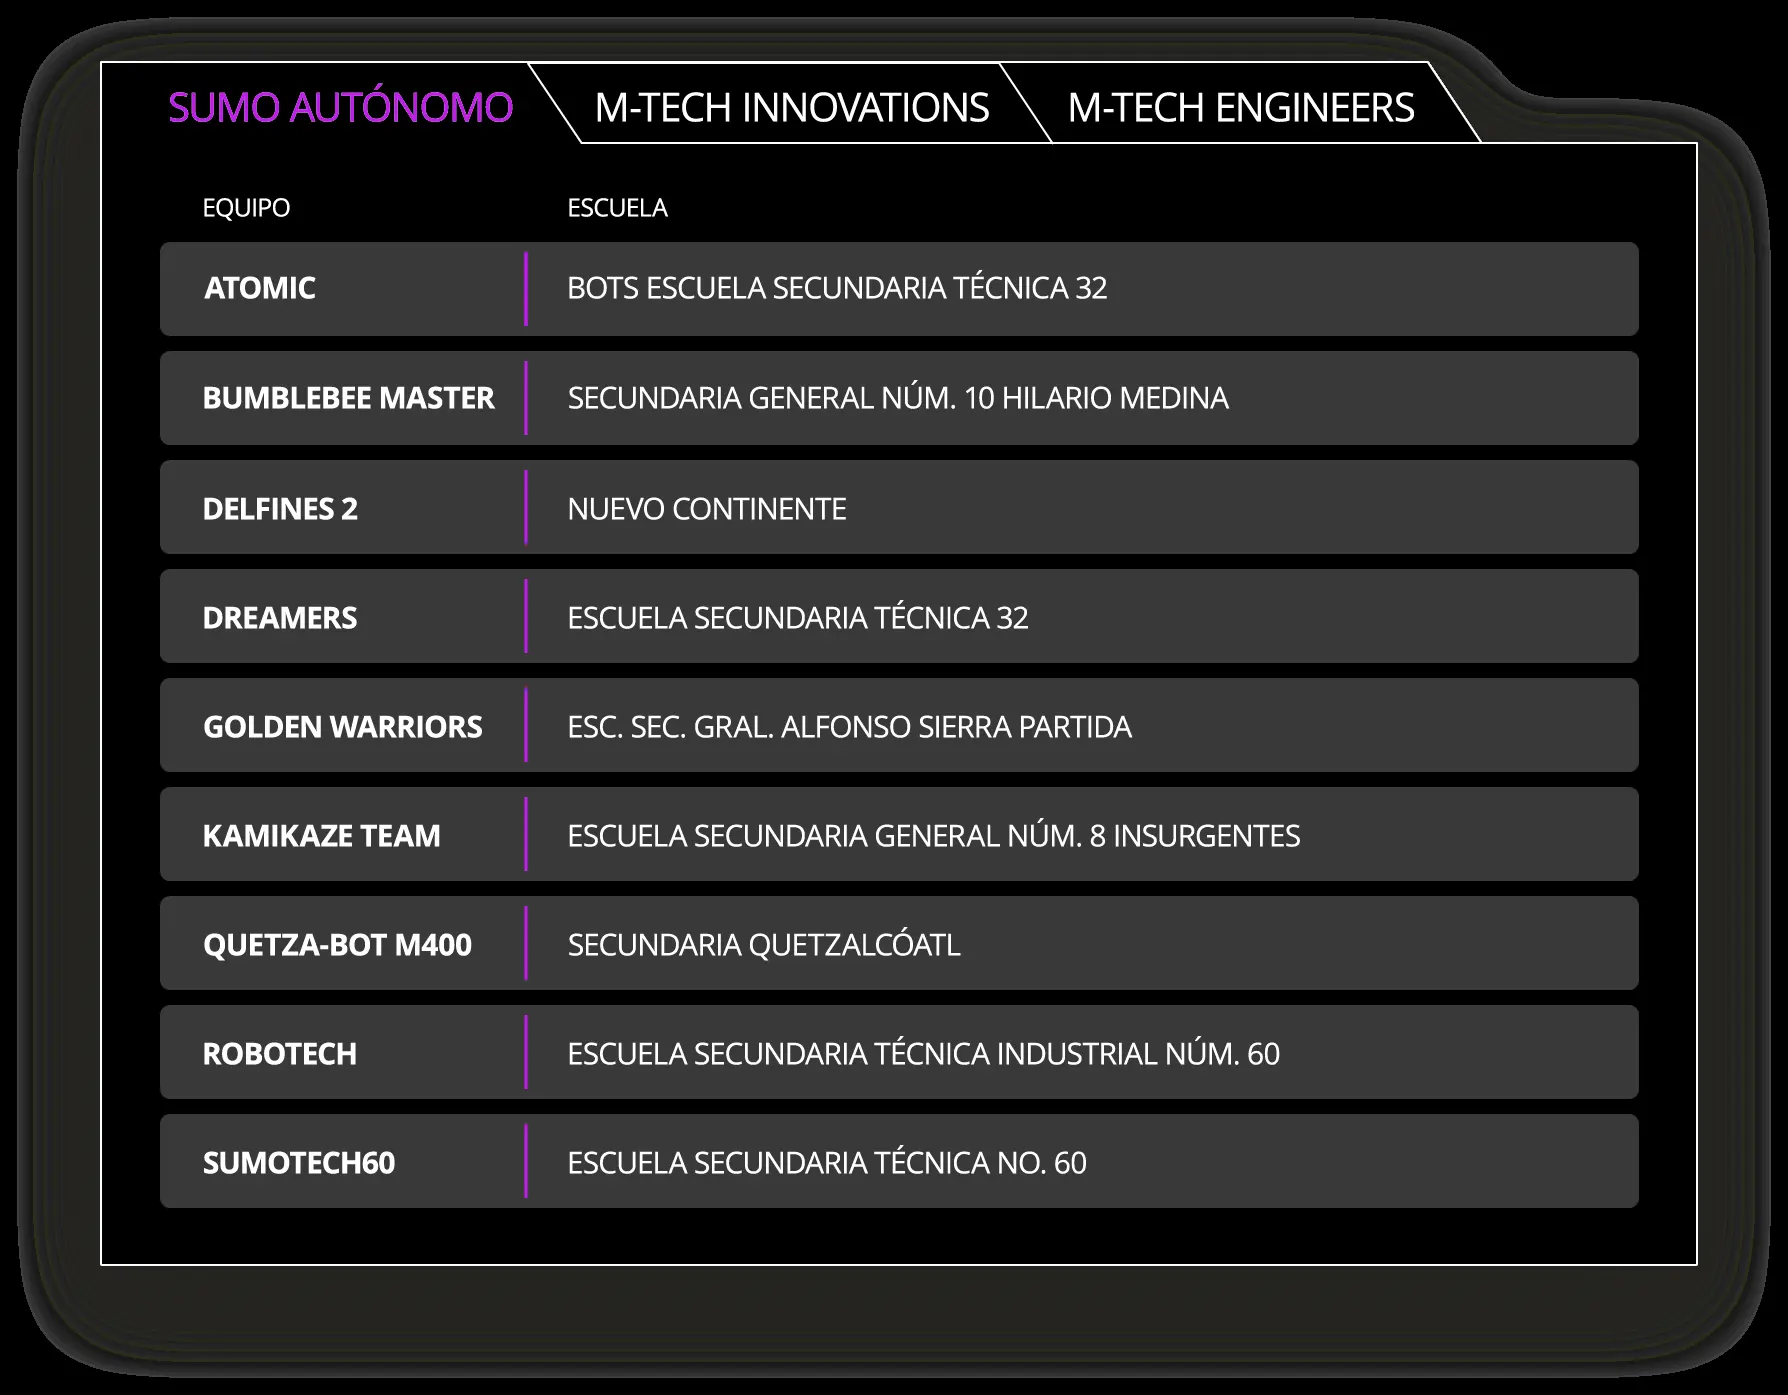 SUMO AUTÓNOMO M-TECH INNOVATIONS M-TECH ENGINEERS
EQUIPO ESCUELA
ATOMIC BOTS ESCUELA SECUNDARIA TÉCNICA 32
BUMBLEBEE MASTER SECUNDARIA GENERAL NÚM. 10 HILARIO MEDINA
DELFINES 2 NUEVO CONTINENTE
DREAMERS ESCUELA SECUNDARIA TÉCNICA 32
GOLDEN WARRIORS ESC. SEC. GRAL. ALFONSO SIERRA PARTIDA
KAMIKAZE TEAM ESCUELA SECUNDARIA GENERAL NÚM. 8 INSURGENTES
QUETZA-BOT M400 SECUNDARIA QUETZALCÓATL
ROBOTECH ESCUELA SECUNDARIA TÉCNICA INDUSTRIAL NÚM. 60
SUMOTECH60 ESCUELA SECUNDARIA TÉCNICA NO. 60